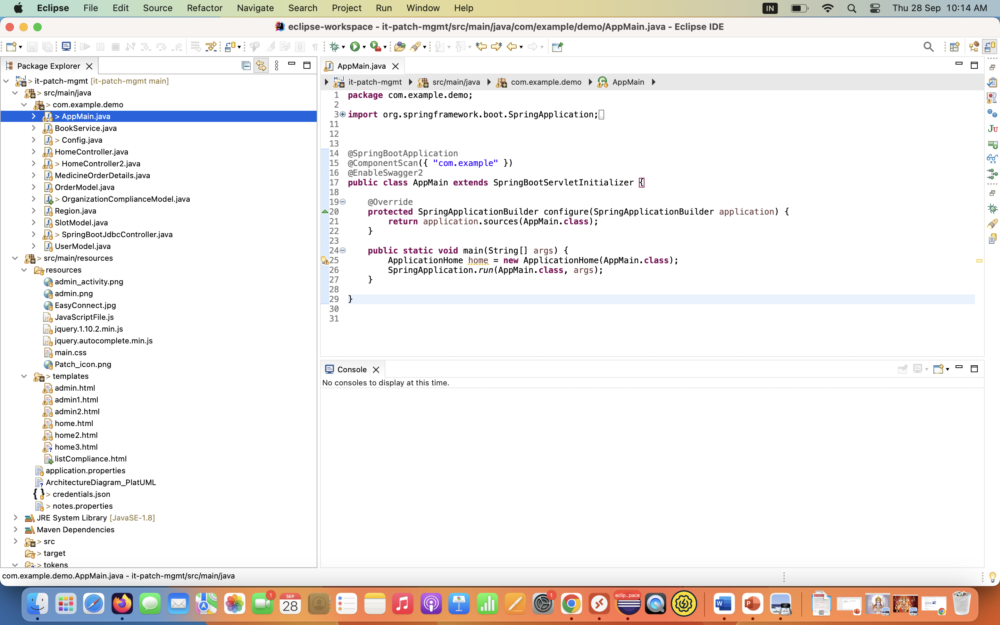 Eclipse File Edit Source Refactor Navigate Search Project Run Window Help IN Thu 28 Sep 10:14 AM
eclipse-workspace - it-patch-mgmt/src/main/java/com/example/demo/AppMain.java - Eclipse IDE
Package Explorer
> it-patch-mgmt [it-patch-mgmt main]
> src/main/java
> com.example.demo
> AppMain.java
BookService.java
> Config.java
HomeController.java
> HomeController2.java
MedicineOrderDetails.java
OrderModel.java
> OrganizationComplianceModel.java
Region.java
SlotModel.java
> SpringBootJdbcController.java
UserModel.java
> src/main/resources
resources
admin_activity.png
admin.png
EasyConnect.jpg
JavaScriptFile.js
jquery.1.10.2.min.js
jquery.autocomplete.min.js
main.css
Patch_icon.png
> templates
admin.html
admin1.html
admin2.html
home.html
home2.html
home3.html
listCompliance.html
application.properties
ArchitectureDiagram_PlatUML
> credentials.json
> notes.properties
JRE System Library [JavaSE-1.8]
Maven Dependencies
> src
> target
> tokens
AppMain.java
it-patch-mgmt src/main/java com.example.demo AppMain
1 package com.example.demo;
2
3 import org.springframework.boot.SpringApplication;
11
12
13
14 @SpringBootApplication
15 @ComponentScan({ "com.example" })
16 @EnableSwagger2
17 public class AppMain extends SpringBootServletInitializer {
18
19 @Override
20 protected SpringApplicationBuilder configure(SpringApplicationBuilder application) {
21 return application.sources(AppMain.class);
22 }
23
24 public static void main(String[] args) {
25 ApplicationHome home = new ApplicationHome(AppMain.class);
26 SpringApplication.run(AppMain.class, args);
27 }
28
29 }
30
31
Console
No consoles to display at this time.
com.example.demo.AppMain.java - it-patch-mgmt/src/main/java
1
SEP
28
1
eclip...pace
W
P